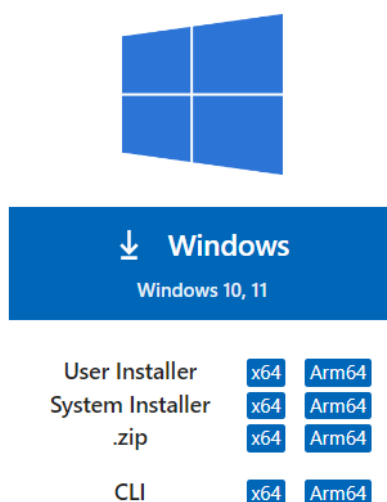 Windows
Windows 10, 11
User Installer x64 Arm64
System Installer x64 Arm64
.zip x64 Arm64
CLI x64 Arm64